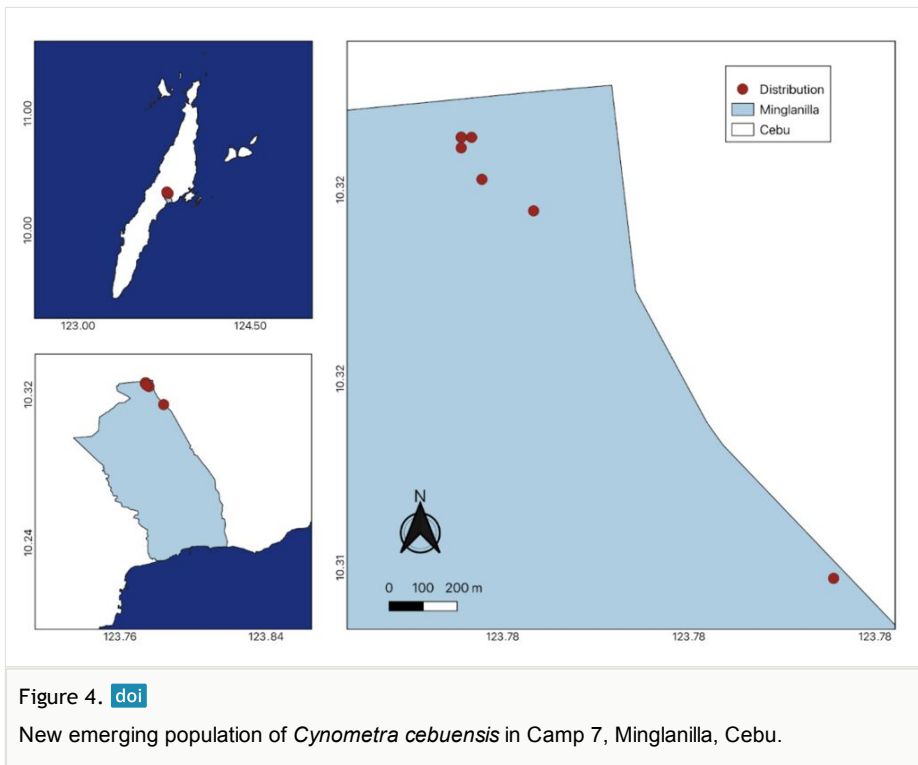 11.00
10.00
123.00 124.50
10.32
10.24
123.76 123.84
Distribution
Minglanilla
Cebu
10.32
10.32
10.31
N
0 100 200 m
123.78 123.78 123.78
Figure 4. doi
New emerging population of Cynometra cebuensis in Camp 7, Minglanilla, Cebu.